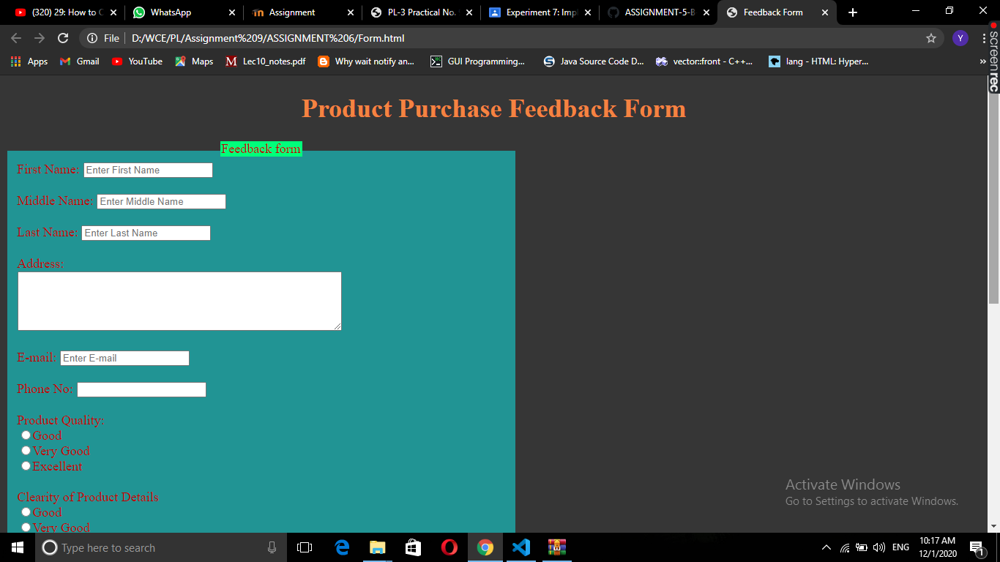 (320) 29: How to C
WhatsApp
Assignment
PL-3 Practical No.
Experiment 7: Imp
ASSIGNMENT-5-B
Feedback Form
File
D:/WCE/PL/Assignment%209/ASSIGNMENT%206/Form.html
Y
Apps
Gmail
YouTube
Maps
M Lec10_notes.pdf
Why wait notify an...
GUI Programming...
Java Source Code D...
vector::front - C++...
lang - HTML: Hyper...
»
screenrec
Product Purchase Feedback Form
Feedback form
First Name: Enter First Name
Middle Name: Enter Middle Name
Last Name: Enter Last Name
Address:
E-mail: Enter E-mail
Phone No:
Product Quality:
Good
Very Good
Excellent
Clearity of Product Details
Good
Very Good
Activate Windows
Go to Settings to activate Windows.
Type here to search
ENG
10:17 AM
12/1/2020
1